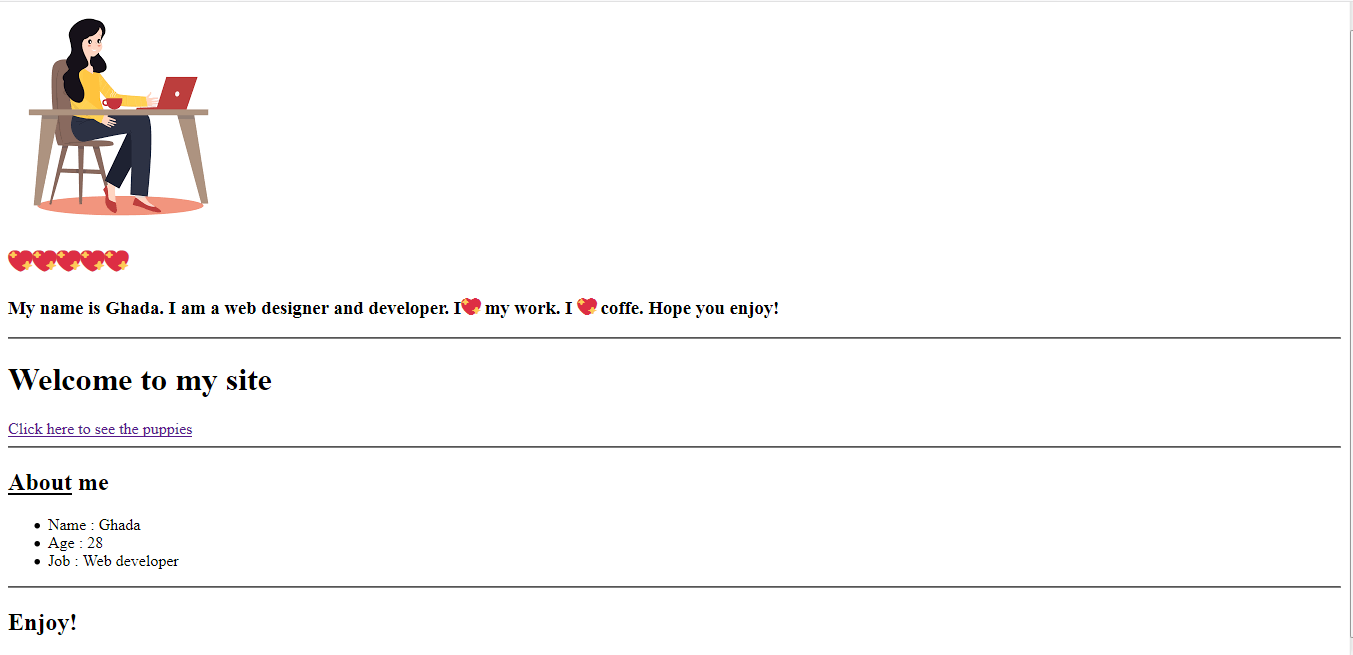 💖💖💖💖💖
My name is Ghada. I am a web designer and developer. I💖 my work. I 💖 coffe. Hope you enjoy!
Welcome to my site
Click here to see the puppies
About me
• Name : Ghada
• Age : 28
• Job : Web developer
Enjoy!